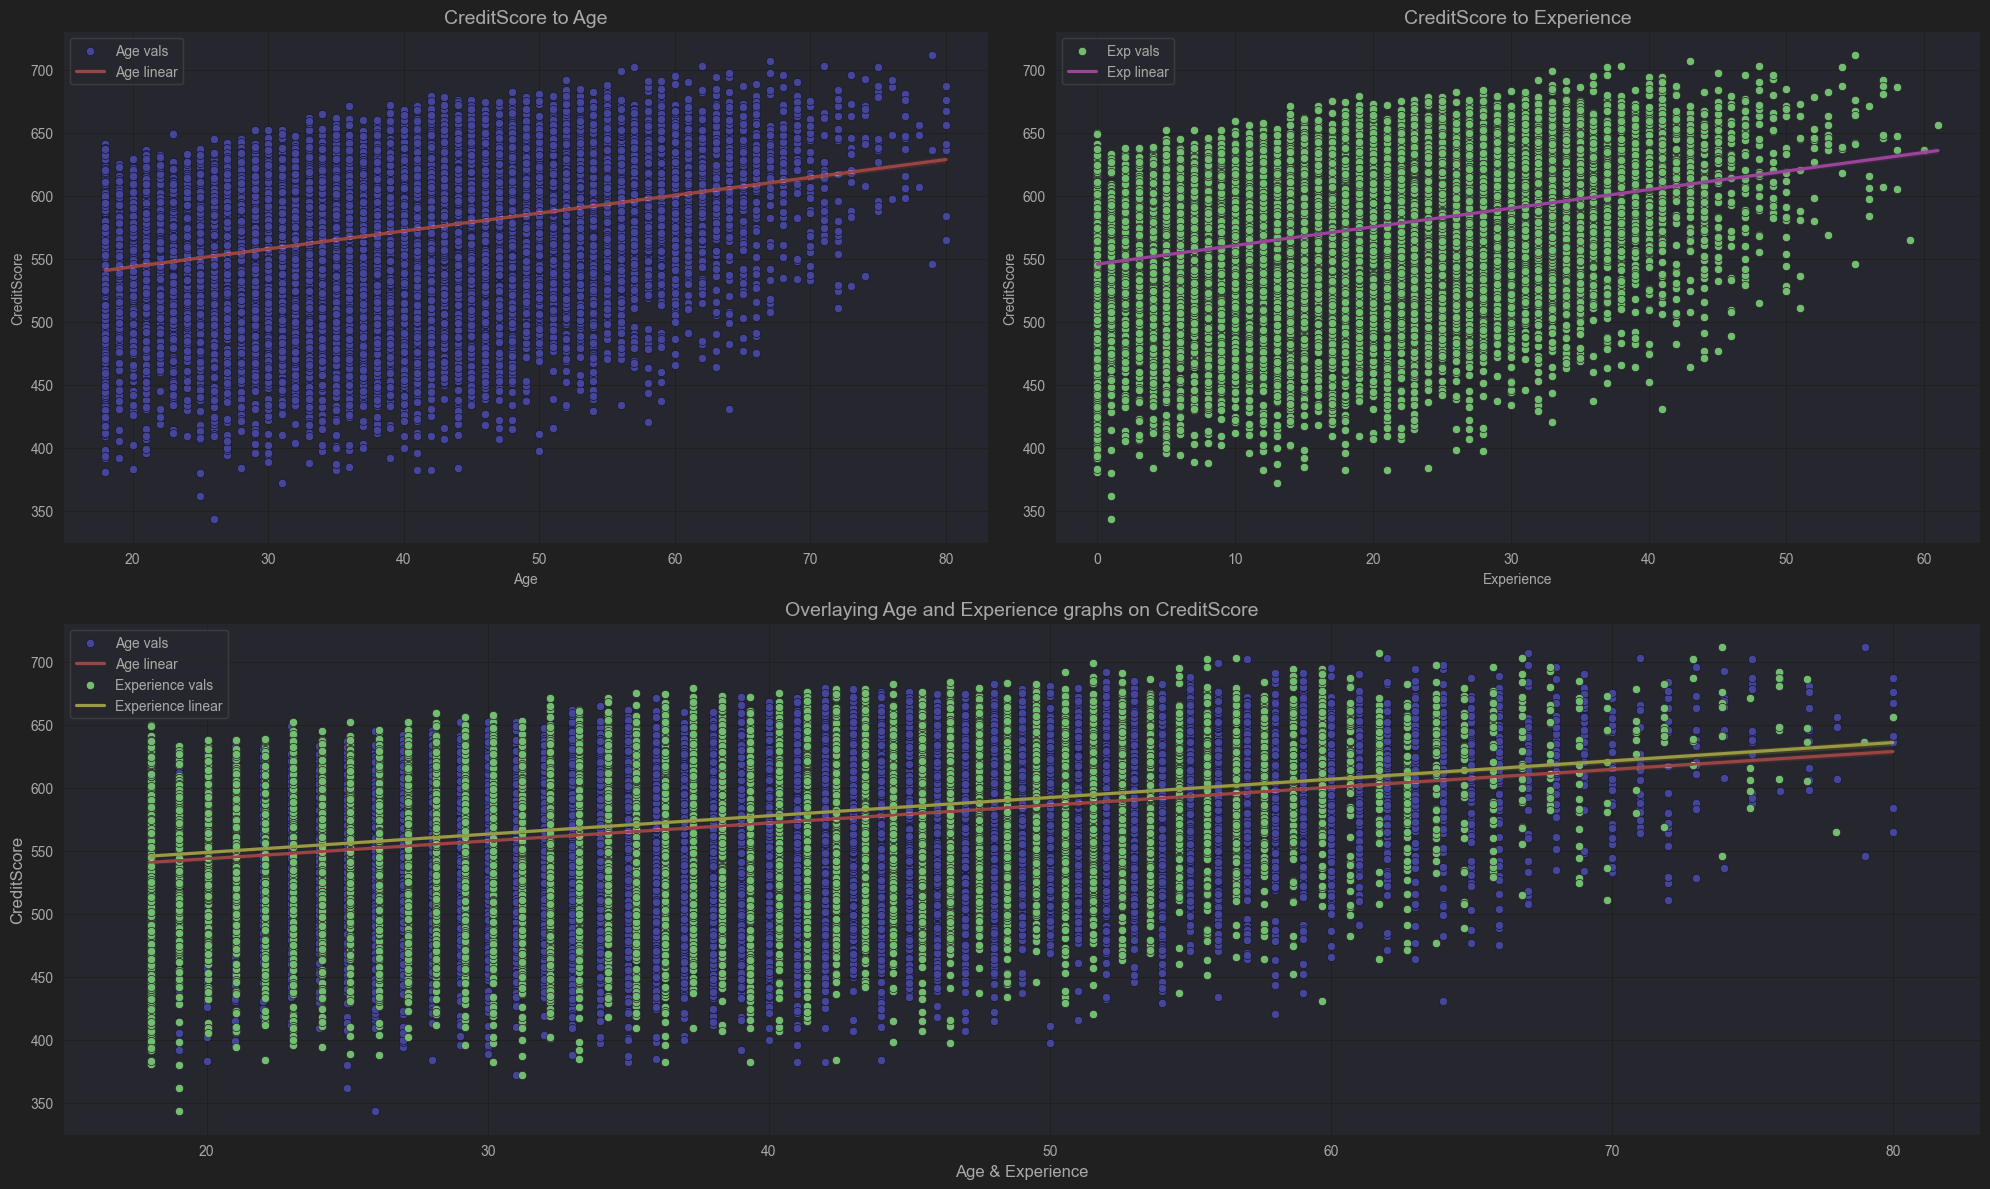 CreditScore to Age
Age vals
Age linear
700
650
600
550
500
450
400
350
CreditScore
20 30 40 50 60 70 80
Age
CreditScore to Experience
Exp vals
Exp linear
700
650
600
550
500
450
400
350
CreditScore
0 10 20 30 40 50 60
Experience
Overlaying Age and Experience graphs on CreditScore
Age vals
Age linear
Experience vals
Experience linear
700
650
600
550
500
450
400
350
CreditScore
20 30 40 50 60 70 80
Age & Experience